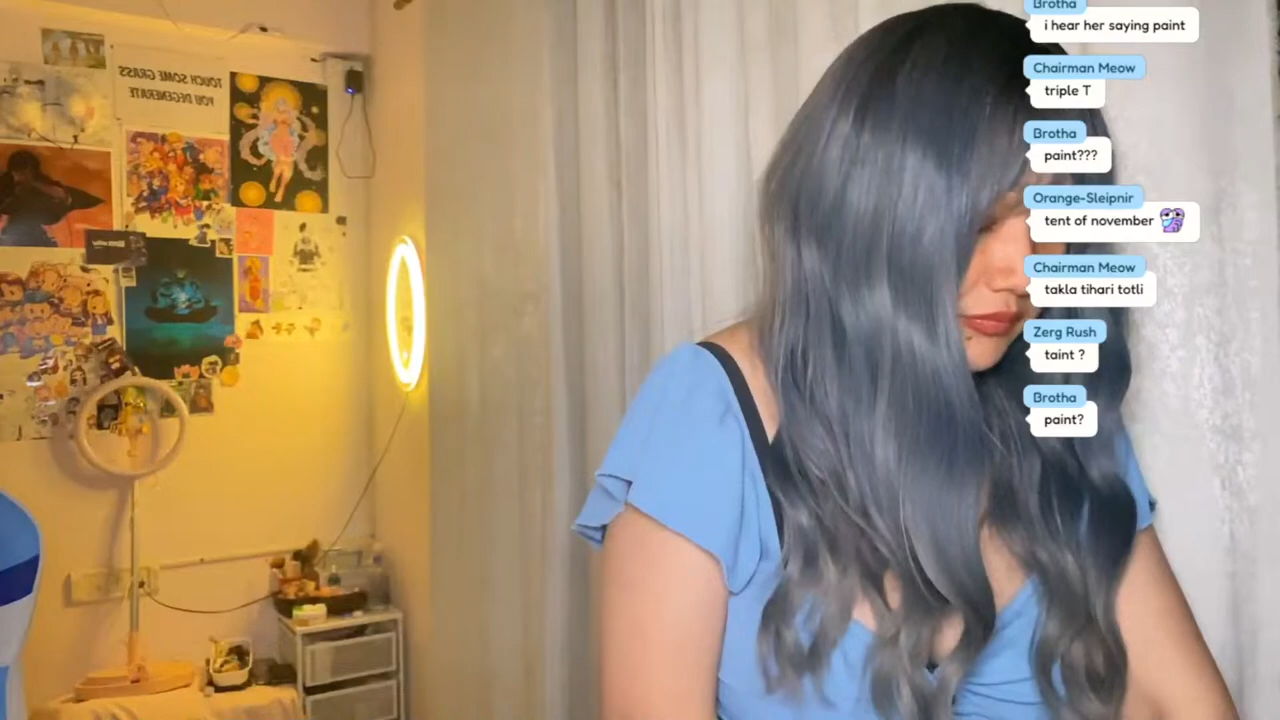 TOUCH SOME GRASS
YOU DEGENERATE
Brotha
i hear her saying paint
Chairman Meow
triple T
Brotha
paint???
Orange-Sleipnir
tent of november
Chairman Meow
takla tihari totli
Zerg Rush
taint ?
Brotha
paint?